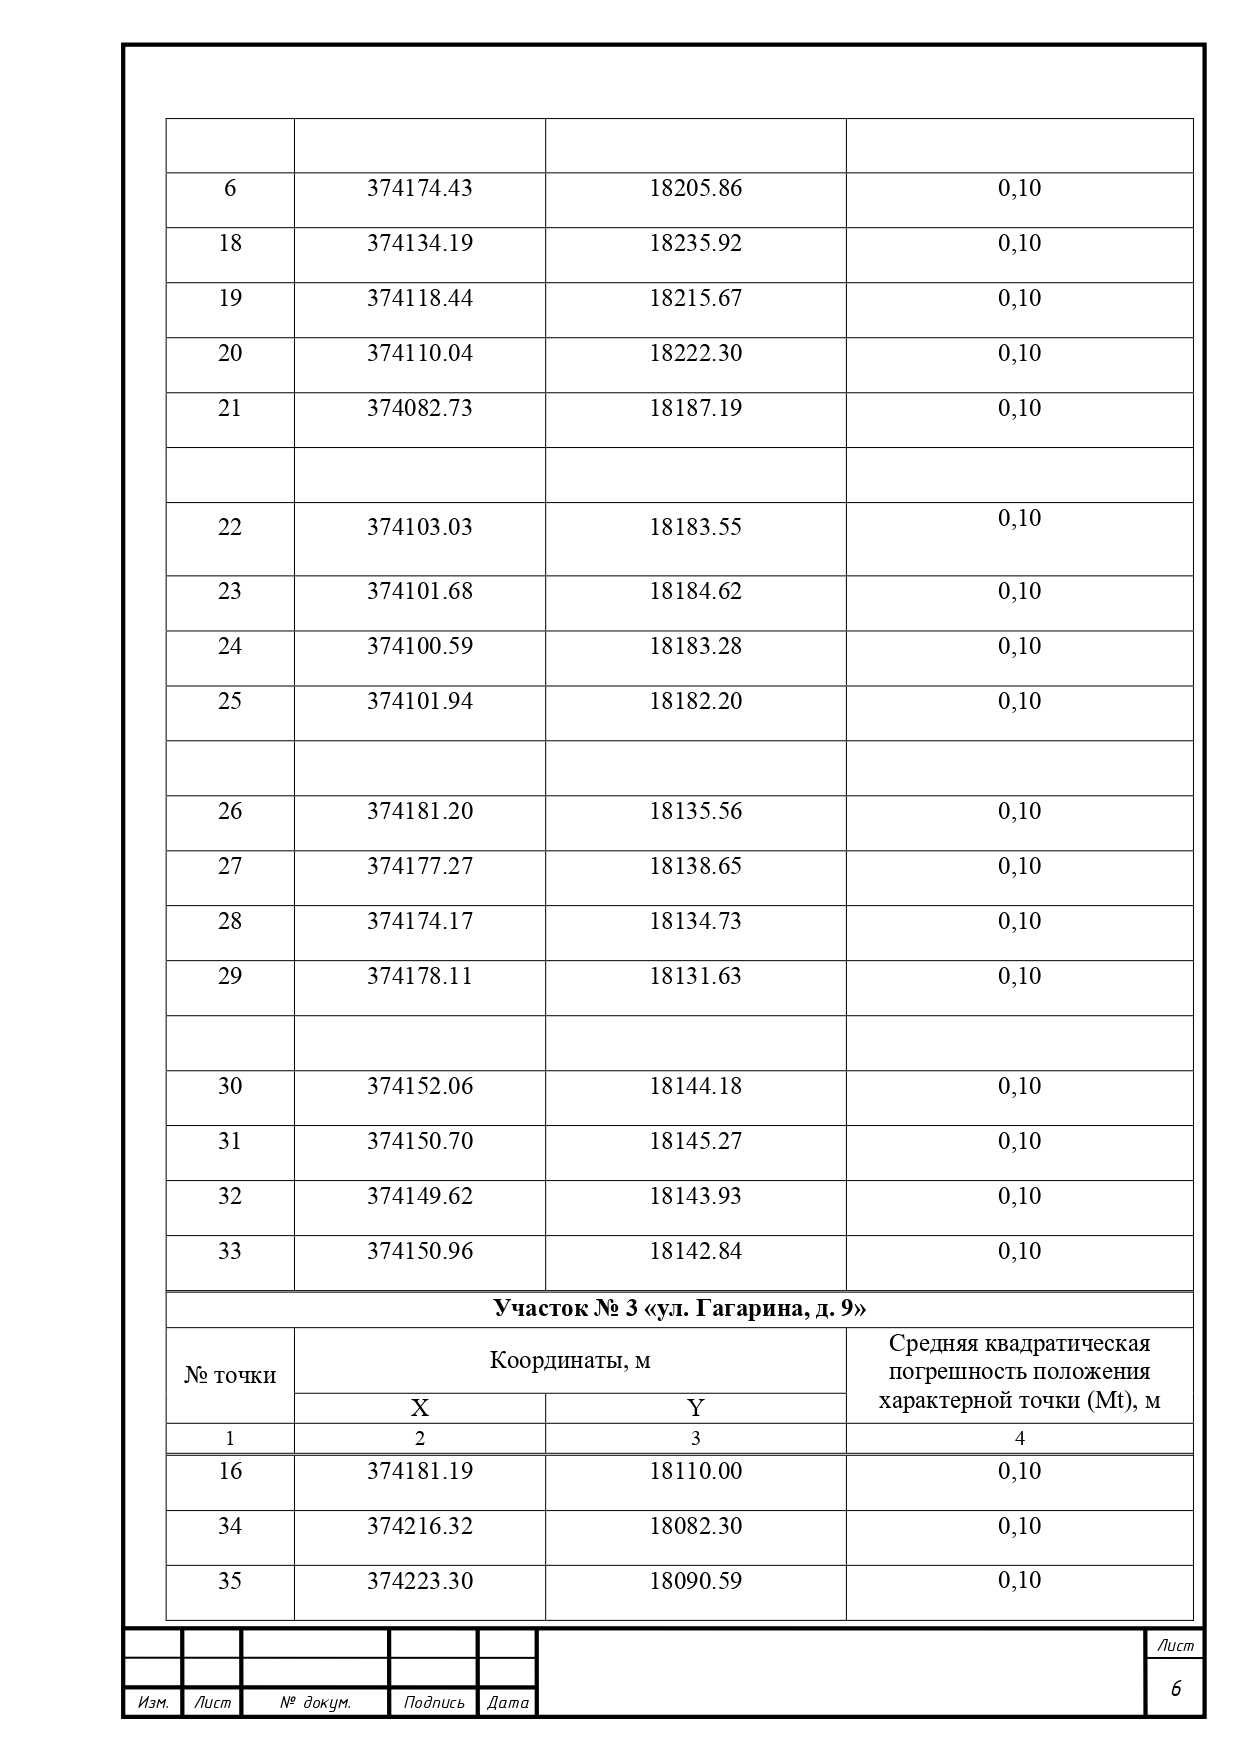 6 374174.43 18205.86 0,10
18 374134.19 18235.92 0,10
19 374118.44 18215.67 0,10
20 374110.04 18222.30 0,10
21 374082.73 18187.19 0,10
22 374103.03 18183.55 0,10
23 374101.68 18184.62 0,10
24 374100.59 18183.28 0,10
25 374101.94 18182.20 0,10
26 374181.20 18135.56 0,10
27 374177.27 18138.65 0,10
28 374174.17 18134.73 0,10
29 374178.11 18131.63 0,10
30 374152.06 18144.18 0,10
31 374150.70 18145.27 0,10
32 374149.62 18143.93 0,10
33 374150.96 18142.84 0,10
Участок № 3 «ул. Гагарина, д. 9»
№ точки
Координаты, м
X Y
Средняя квадратическая
погрешность положения
характерной точки (Mt), м
1 2 3 4
16 374181.19 18110.00 0,10
34 374216.32 18082.30 0,10
35 374223.30 18090.59 0,10
Изм. Лист № докум. Подпись Дата
Лист
6